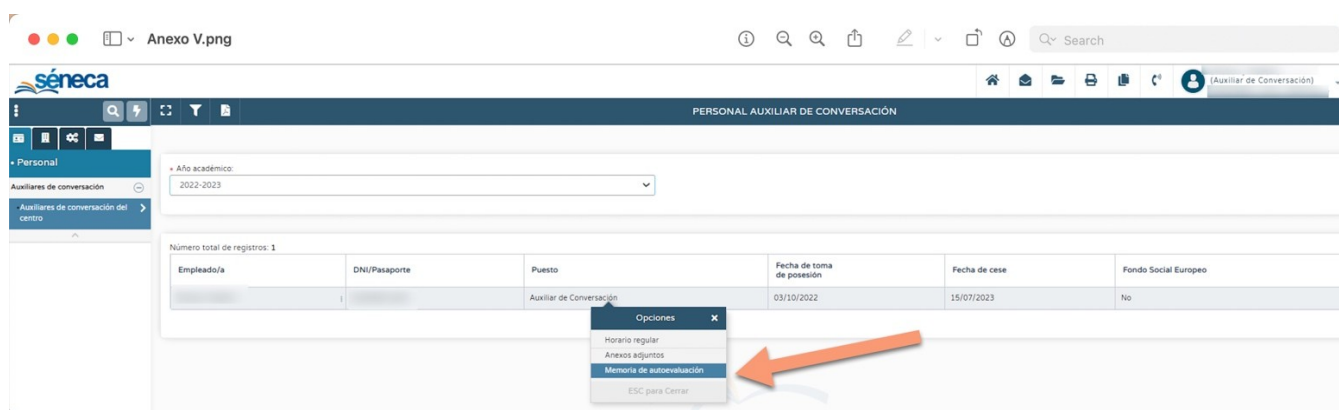 Anexo V.png
Search
séneca
(Auxiliar de Conversación)
PERSONAL AUXILIAR DE CONVERSACIÓN
• Personal
Auxiliares de conversación
Auxiliares de conversación del
centro
• Año académico:
2022-2023
Número total de registros: 1
Empleado/a DNI/Pasaporte Puesto Fecha de toma de posesión Fecha de cese Fondo Social Europeo
Auxiliar de Conversación 03/10/2022 15/07/2023 No
Opciones
Horario regular
Anexos adjuntos
Memoria de autoevaluación
ESC para Cerrar